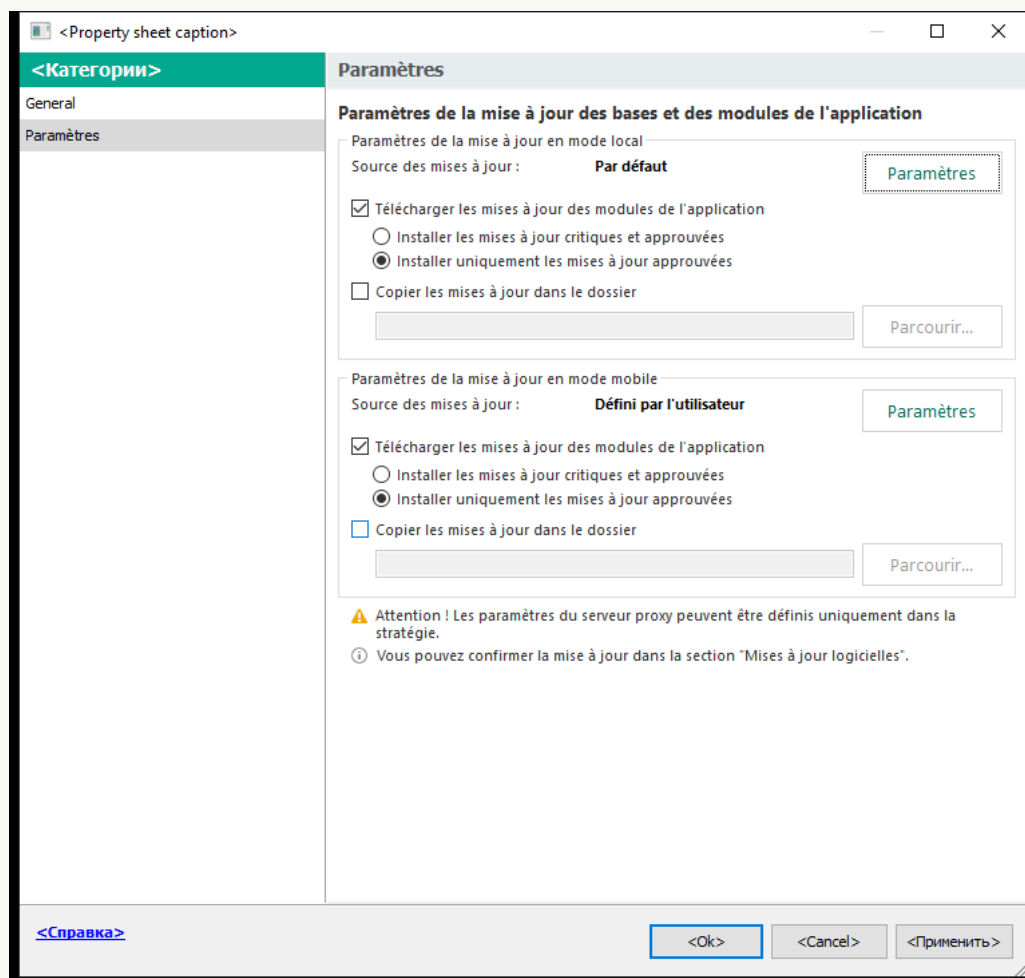 <Property sheet caption>
<Категории>
General
Paramètres
Paramètres
Paramètres de la mise à jour des bases et des modules de l'application
Paramètres de la mise à jour en mode local
Source des mises à jour : Par défaut Paramètres
Télécharger les mises à jour des modules de l'application
Installer les mises à jour critiques et approuvées
Installer uniquement les mises à jour approuvées
Copier les mises à jour dans le dossier
Parcourir...
Paramètres de la mise à jour en mode mobile
Source des mises à jour : Défini par l'utilisateur Paramètres
Télécharger les mises à jour des modules de l'application
Installer les mises à jour critiques et approuvées
Installer uniquement les mises à jour approuvées
Copier les mises à jour dans le dossier
Parcourir...
Attention ! Les paramètres du serveur proxy peuvent être définis uniquement dans la
stratégie.
Vous pouvez confirmer la mise à jour dans la section "Mises à jour logicielles".
<Справка> <Ok> <Cancel> <Применить>